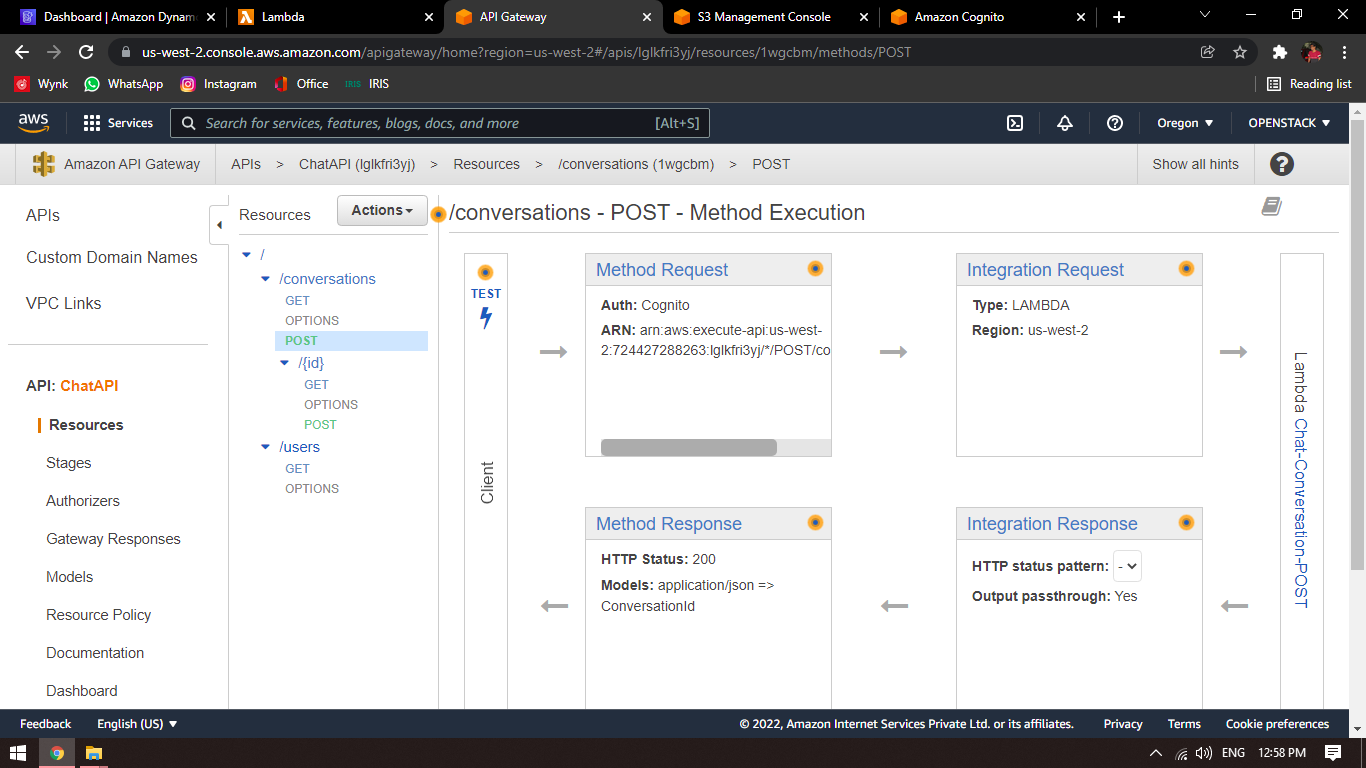 Dashboard | Amazon Dynam
Lambda
API Gateway
S3 Management Console
Amazon Cognito
us-west-2.console.aws.amazon.com/apigateway/home?region=us-west-2#/apis/lglkfri3yj/resources/1wgcbm/methods/POST
Wynk
WhatsApp
Instagram
Office
IRIS IRIS
Reading list
aws
Services
Search for services, features, blogs, docs, and more [Alt+S]
Oregon
OPENSTACK
Amazon API Gateway
APIs > ChatAPI (lglkfri3yj) > Resources > /conversations (1wgcbm) > POST
Show all hints
?
APIs
Custom Domain Names
VPC Links
API: ChatAPI
Resources
Stages
Authorizers
Gateway Responses
Models
Resource Policy
Documentation
Dashboard
Resources
Actions
/
/conversations
GET
OPTIONS
POST
/{id}
GET
OPTIONS
POST
/users
GET
OPTIONS
/conversations - POST - Method Execution
TEST
Client
Method Request
Auth: Cognito
ARN: arn:aws:execute-api:us-west-
2:724427288263:lglkfri3yj/*/POST/co
Integration Request
Type: LAMBDA
Region: us-west-2
Lambda Chat-Conversation-POST
Method Response
HTTP Status: 200
Models: application/json =>
ConversationId
Integration Response
HTTP status pattern: -
Output passthrough: Yes
Feedback
English (US)
© 2022, Amazon Internet Services Private Ltd. or its affiliates.
Privacy
Terms
Cookie preferences
ENG
12:58 PM